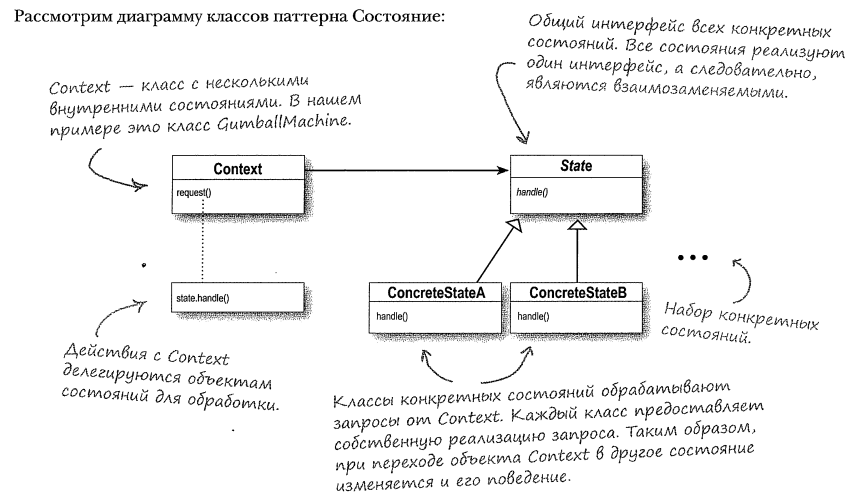 Рассмотрим диаграмму классов паттерна Состояние:
Общий интерфейс всех конкретных
состояний. Все состояния реализуют
один интерфейс, а следовательно,
являются взаимозаменяемыми.
Context — класс с несколькими
внутренними состояниями. В нашем
примере это класс GumballMachine.
Context
request()
State
handle()
state.handle()
ConcreteStateA
handle()
ConcreteStateB
handle()
•••
Набор конкретных
состояний.
Действия с Context
делегируются объектам
состояний для обработки.
Классы конкретных состояний обрабатывают
запросы от Context. Каждый класс предоставляет
собственную реализацию запроса. Таким образом,
при переходе объекта Context в другое состояние
изменяется и его поведение.